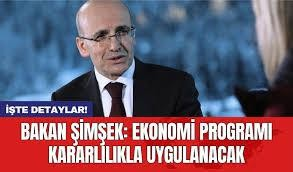 İŞTE DETAYLAR!
BAKAN ŞİMŞEK: EKONOMİ PROGRAMI
KARARLILIKLA UYGULANACAK